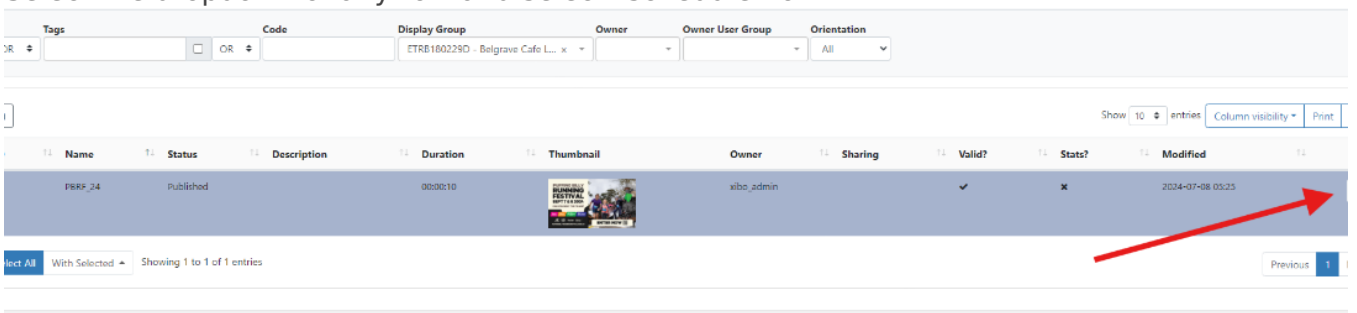 Tags Code Display Group Owner Owner User Group Orientation
OR OR ETRB180229D - Belgrave Cafe L... x All
Show 10 entries Column visibility Print
Name Status Description Duration Thumbnail Owner Sharing Valid? Stats? Modified
PBRF_24 Published 00:00:10 xibo_admin 2024-07-08 05:25
RUNNING
FESTIVAL
Select All With Selected Showing 1 to 1 of 1 entries Previous 1